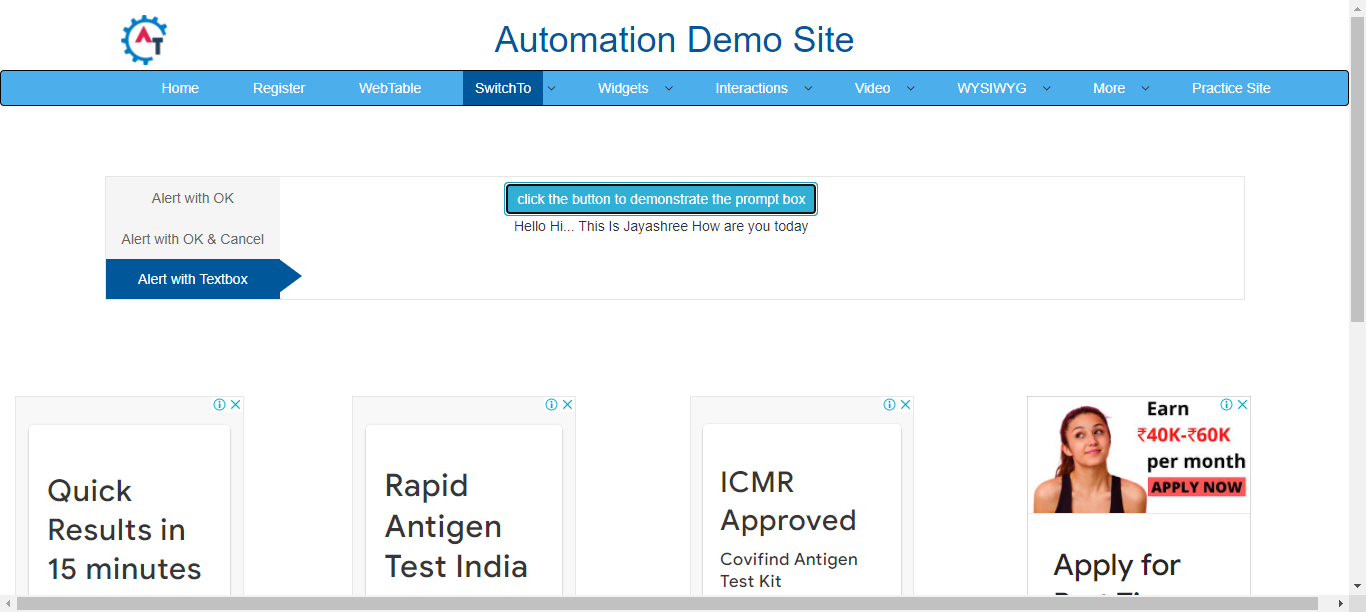 AT
Automation Demo Site
Home Register WebTable SwitchTo Widgets Interactions Video WYSIWYG More Practice Site
Alert with OK
Alert with OK & Cancel
Alert with Textbox
click the button to demonstrate the prompt box
Hello Hi... This Is Jayashree How are you today
Quick
Results in
15 minutes
Rapid
Antigen
Test India
ICMR
Approved
Covifind Antigen
Test Kit
Earn
₹40K-₹60K
per month
APPLY NOW
Apply for